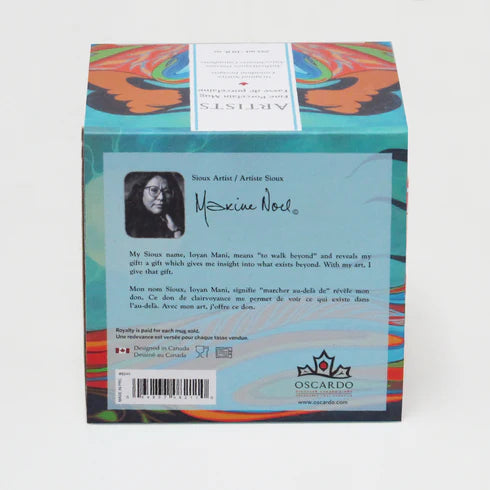 ARTISTS
Fine Porcelain Mug
Tasse de porcelaine
Sioux Artist / Artiste Sioux
Maxine Noel ©
My Sioux name, Ioyan Mani, means "to walk beyond" and reveals my
gift: a gift which gives me insight into what exists beyond. With my art, I
give that gift.
Mon nom Sioux, Ioyan Mani, signifie "marcher au-delà de" révèle mon
don. Ce don de clairvoyance me permet de voir ce qui existe dans
l'au-delà. Avec mon art, j'offre ce don.
Royalty is paid for each mug sold.
Une redevance est versée pour chaque tasse vendue.
Designed in Canada
Dessiné au Canada
OSCARDO
www.oscardo.com